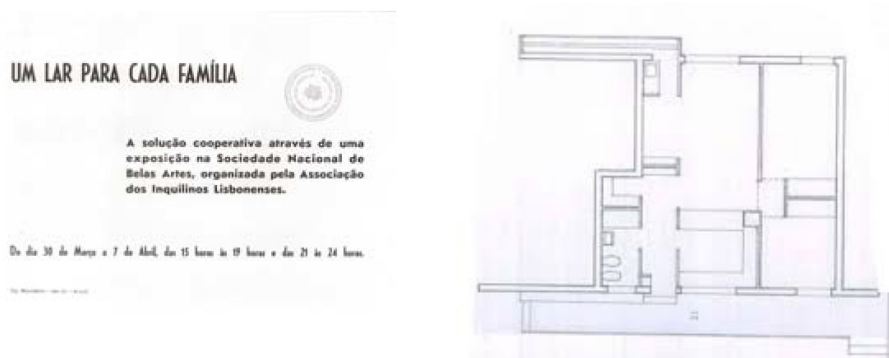 UM LAR PARA CADA FAMÍLIA
A solução cooperativa através de uma
exposição na Sociedade Nacional de
Belas Artes, organizada pela Associação
dos Inquilinos Lisbonenses.
Do dia 30 de Março a 7 de Abril, das 15 horas às 19 horas e das 21 às 24 horas.